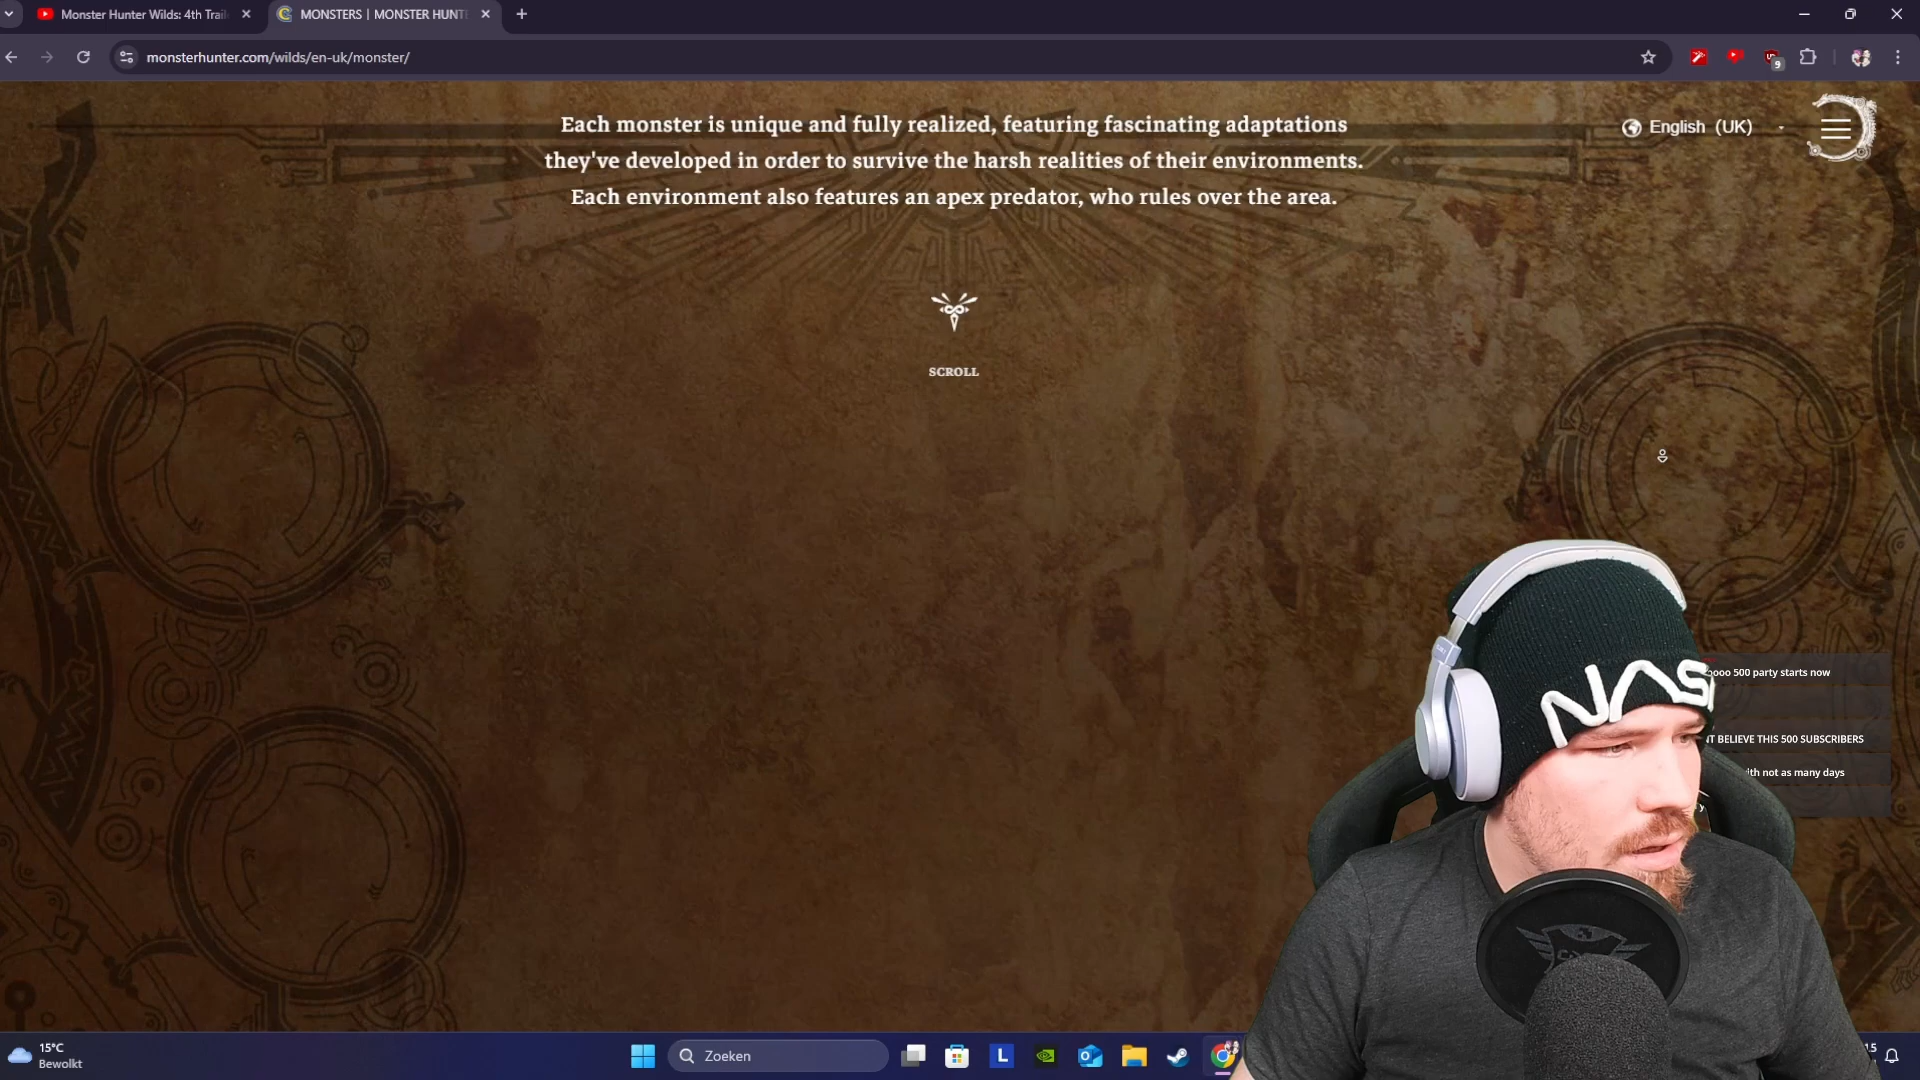 Monster Hunter Wilds: 4th Trail
MONSTERS | MONSTER HUNT
monsterhunter.com/wilds/en-uk/monster/
9
Each monster is unique and fully realized, featuring fascinating adaptations
they've developed in order to survive the harsh realities of their environments.
Each environment also features an apex predator, who rules over the area.
English (UK)
SCROLL
500 party starts now
BELIEVE THIS 500 SUBSCRIBERS
not as many days
NAS
15°C
Bewolkt
Zoeken
L